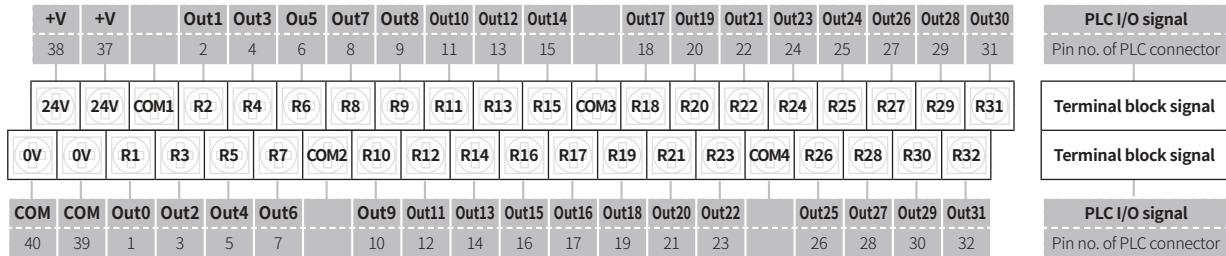 +V +V Out1 Out3 Ou5 Out7 Out8 Out10 Out12 Out14 Out17 Out19 Out21 Out23 Out24 Out26 Out28 Out30 PLC I/O signal
38 37 2 4 6 8 9 11 13 15 18 20 22 24 25 27 29 31 Pin no. of PLC connector
24V 24V COM1 R2 R4 R6 R8 R9 R11 R13 R15 COM3 R18 R20 R22 R24 R25 R27 R29 R31 Terminal block signal
0V 0V R1 R3 R5 R7 COM2 R10 R12 R14 R16 R17 R19 R21 R23 COM4 R26 R28 R30 R32 Terminal block signal
COM COM Out0 Out2 Out4 Out6 Out9 Out11 Out13 Out15 Out16 Out18 Out20 Out22 Out25 Out27 Out29 Out31 PLC I/O signal
40 39 1 3 5 7 10 12 14 16 17 19 21 23 26 28 30 32 Pin no. of PLC connector